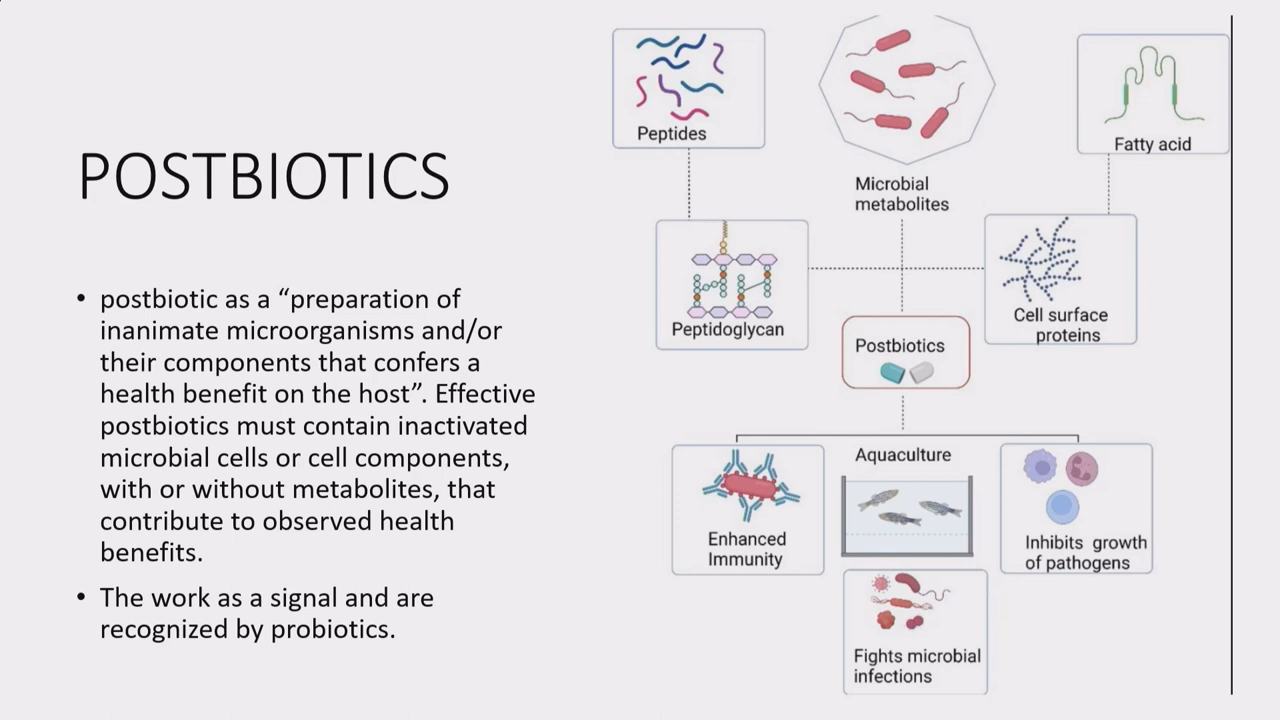 POSTBIOTICS
• postbiotic as a “preparation of
inanimate microorganisms and/or
their components that confers a
health benefit on the host”. Effective
postbiotics must contain inactivated
microbial cells or cell components,
with or without metabolites, that
contribute to observed health
benefits.
• The work as a signal and are
recognized by probiotics.
Peptides
Microbial
metabolites
Fatty acid
Peptidoglycan
Cell surface
proteins
Postbiotics
Aquaculture
Enhanced
Immunity
Inhibits growth
of pathogens
Fights microbial
infections